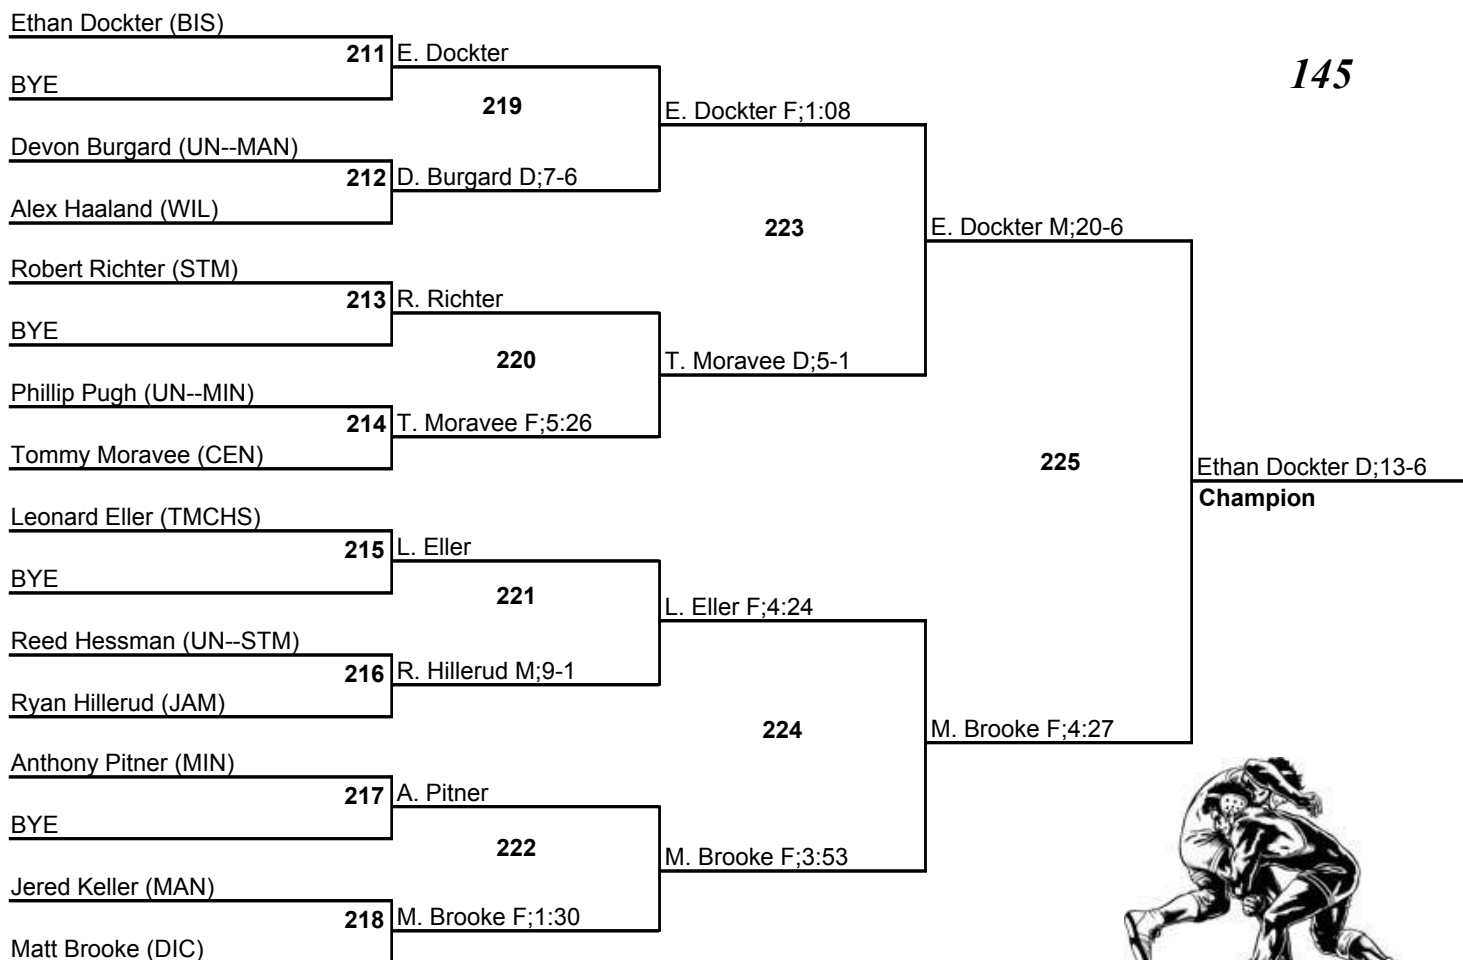 Ethan Dockter (BIS)
211 E. Dockter
145
BYE
219
E. Dockter F;1:08
Devon Burgard (UN--MAN)
212 D. Burgard D;7-6
Alex Haaland (WIL)
223
E. Dockter M;20-6
Robert Richter (STM)
213 R. Richter
BYE
220
T. Moravee D;5-1
Phillip Pugh (UN--MIN)
214 T. Moravee F;5:26
Tommy Moravee (CEN)
225
Ethan Dockter D;13-6
Champion
Leonard Eller (TMCHS)
215 L. Eller
BYE
221
L. Eller F;4:24
Reed Hessman (UN--STM)
216 R. Hillerud M;9-1
Ryan Hillerud (JAM)
224
M. Brooke F;4:27
Anthony Pitner (MIN)
217 A. Pitner
BYE
222
M. Brooke F;3:53
Jered Keller (MAN)
218 M. Brooke F;1:30
Matt Brooke (DIC)